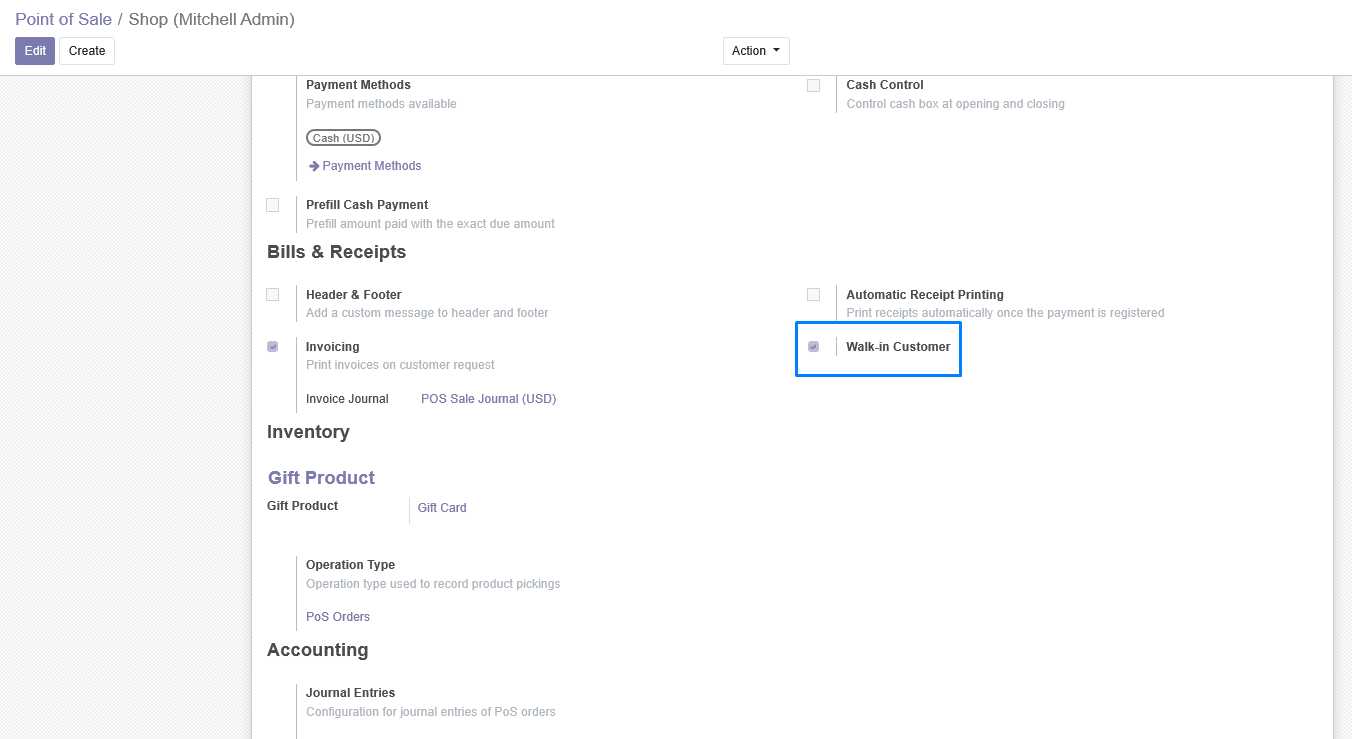 Point of Sale / Shop (Mitchell Admin)
Edit Create Action
Payment Methods
Payment methods available
Cash (USD)
Payment Methods
Cash Control
Control cash box at opening and closing
Prefill Cash Payment
Prefill amount paid with the exact due amount
Bills & Receipts
Header & Footer
Add a custom message to header and footer
Automatic Receipt Printing
Print receipts automatically once the payment is registered
Invoicing
Print invoices on customer request
Invoice Journal POS Sale Journal (USD)
Walk-in Customer
Inventory
Gift Product
Gift Product Gift Card
Operation Type
Operation type used to record product pickings
PoS Orders
Accounting
Journal Entries
Configuration for journal entries of PoS orders